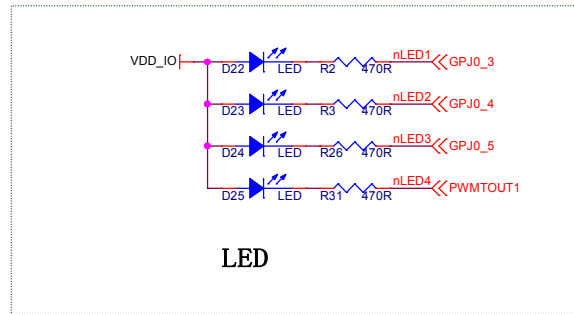 VDD_IO
nLED1
GPJ0_3
D22 LED R2 470R
nLED2
GPJ0_4
D23 LED R3 470R
nLED3
GPJ0_5
D24 LED R26 470R
nLED4
PWMTOUT1
D25 LED R31 470R
LED